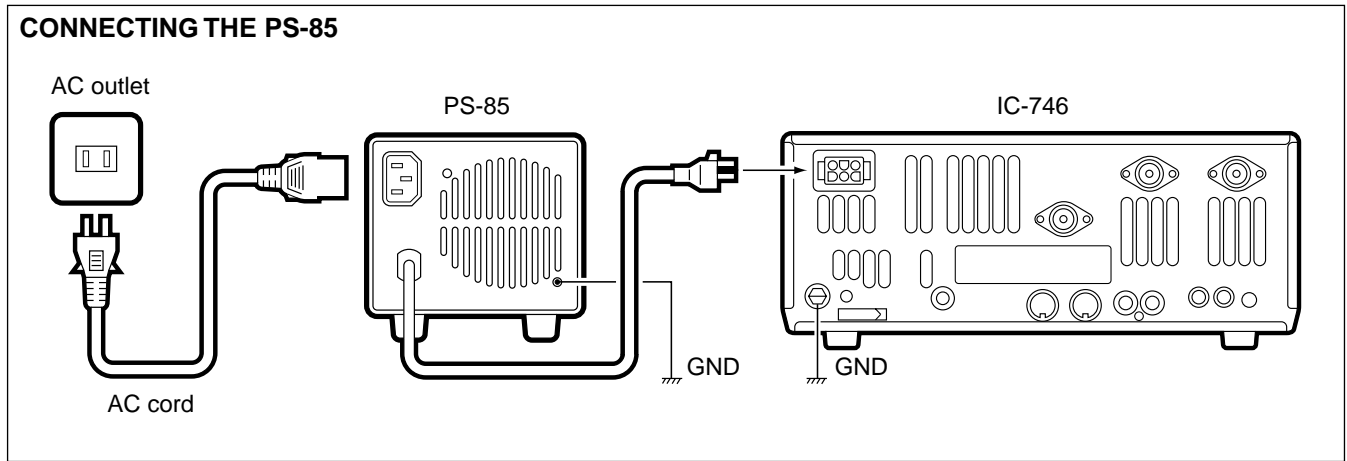 CONNECTING THE PS-85
AC outlet
PS-85
IC-746
GND
GND
AC cord